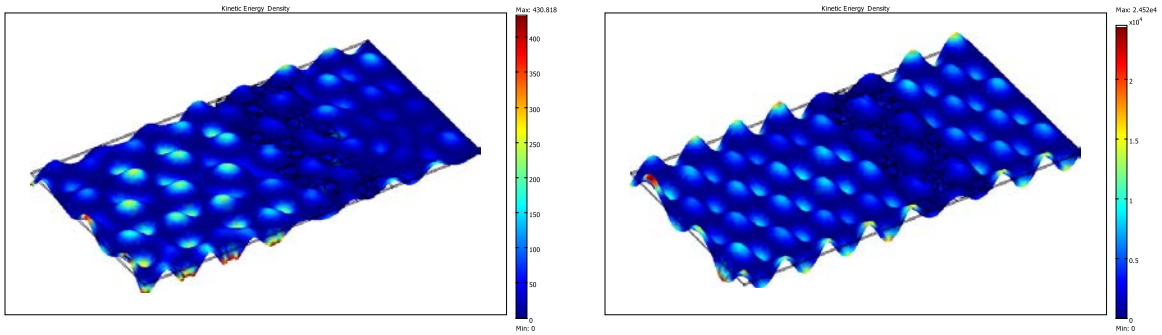 Kinetic Energy Density
Max: 430.818
400
350
300
250
200
150
100
50
0
Min: 0
Kinetic Energy Density
Max: 2.452e4
x10⁴
2
1.5
1
0.5
0
Min: 0